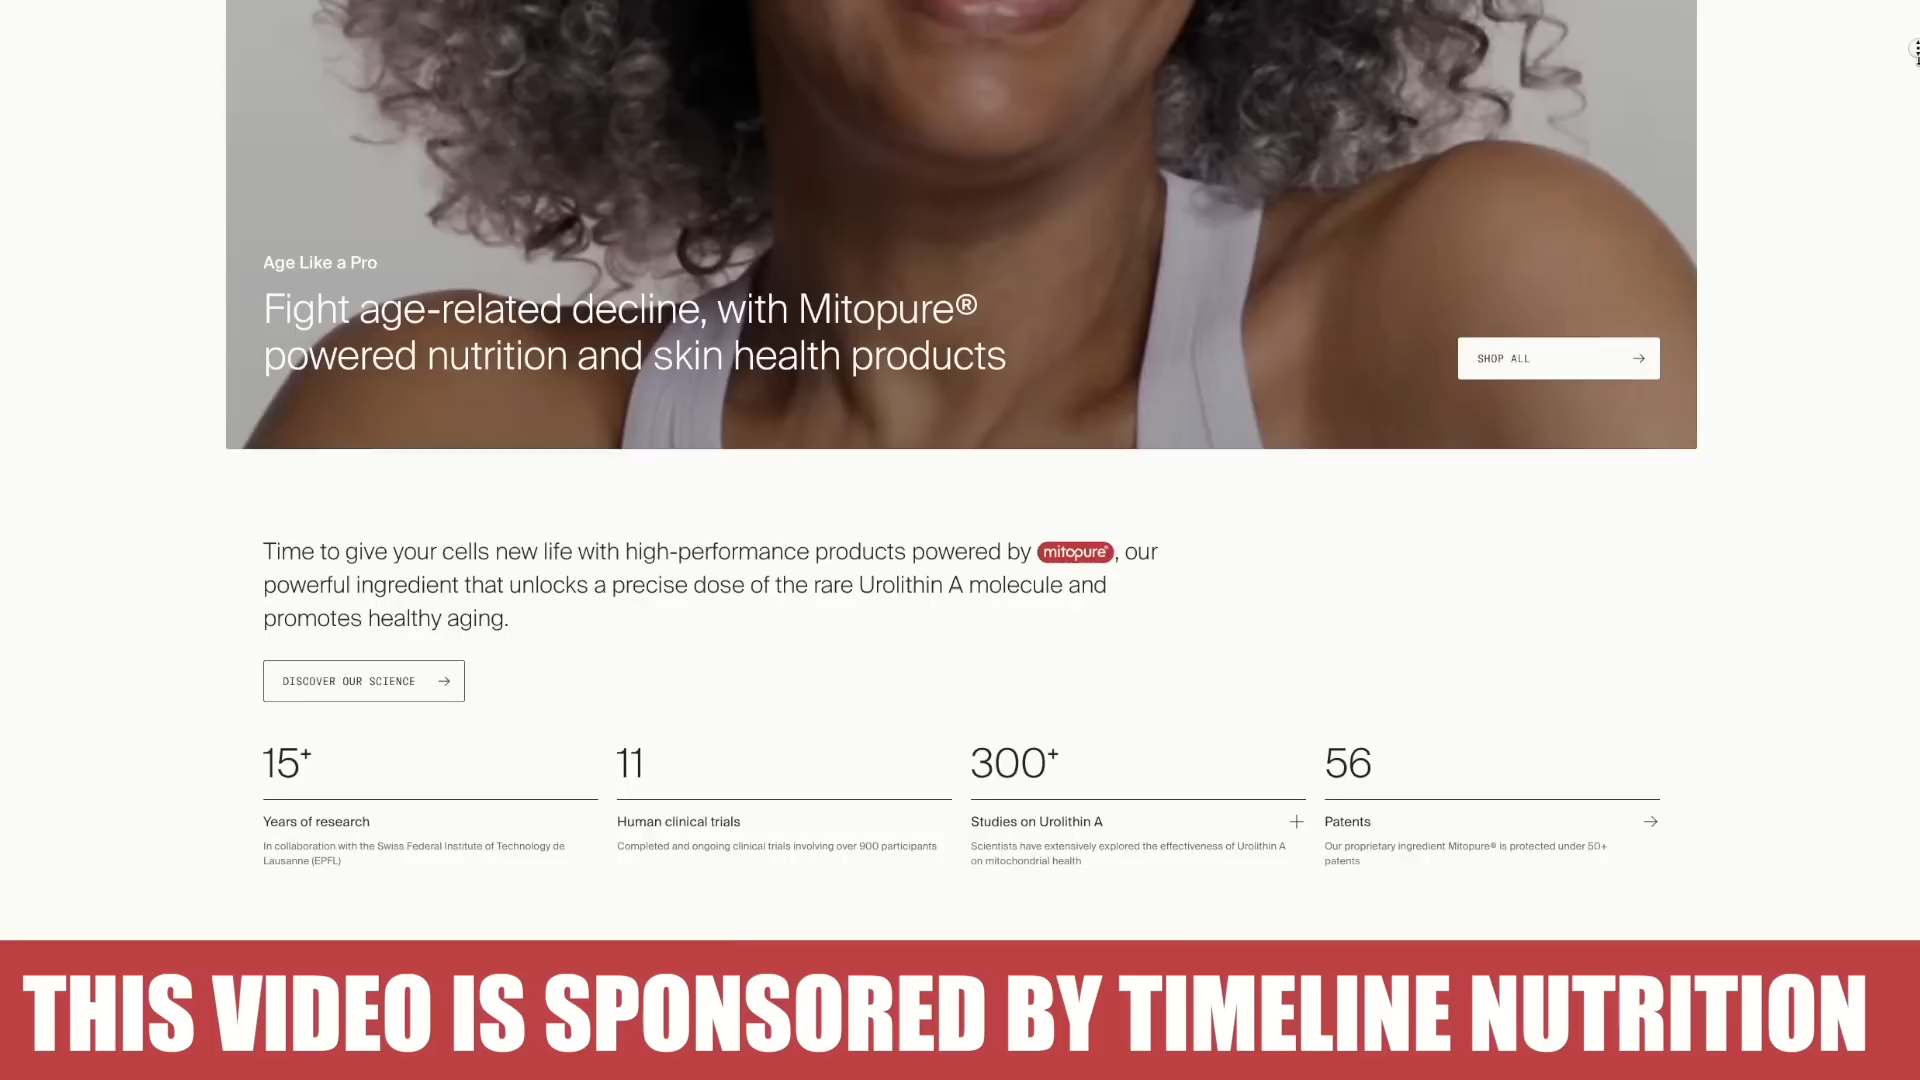 Age Like a Pro
Fight age-related decline, with Mitopure®
powered nutrition and skin health products
SHOP ALL
Time to give your cells new life with high-performance products powered by mitopure®, our
powerful ingredient that unlocks a precise dose of the rare Urolithin A molecule and
promotes healthy aging.
DISCOVER OUR SCIENCE
15+
Years of research
In collaboration with the Swiss Federal Institute of Technology de
Lausanne (EPFL)
11
Human clinical trials
Completed and ongoing clinical trials involving over 900 participants
300+
Studies on Urolithin A
Scientists have extensively explored the effectiveness of Urolithin A
on mitochondrial health
56
Patents
Our proprietary ingredient Mitopure® is protected under 50+
patents
THIS VIDEO IS SPONSORED BY TIMELINE NUTRITION